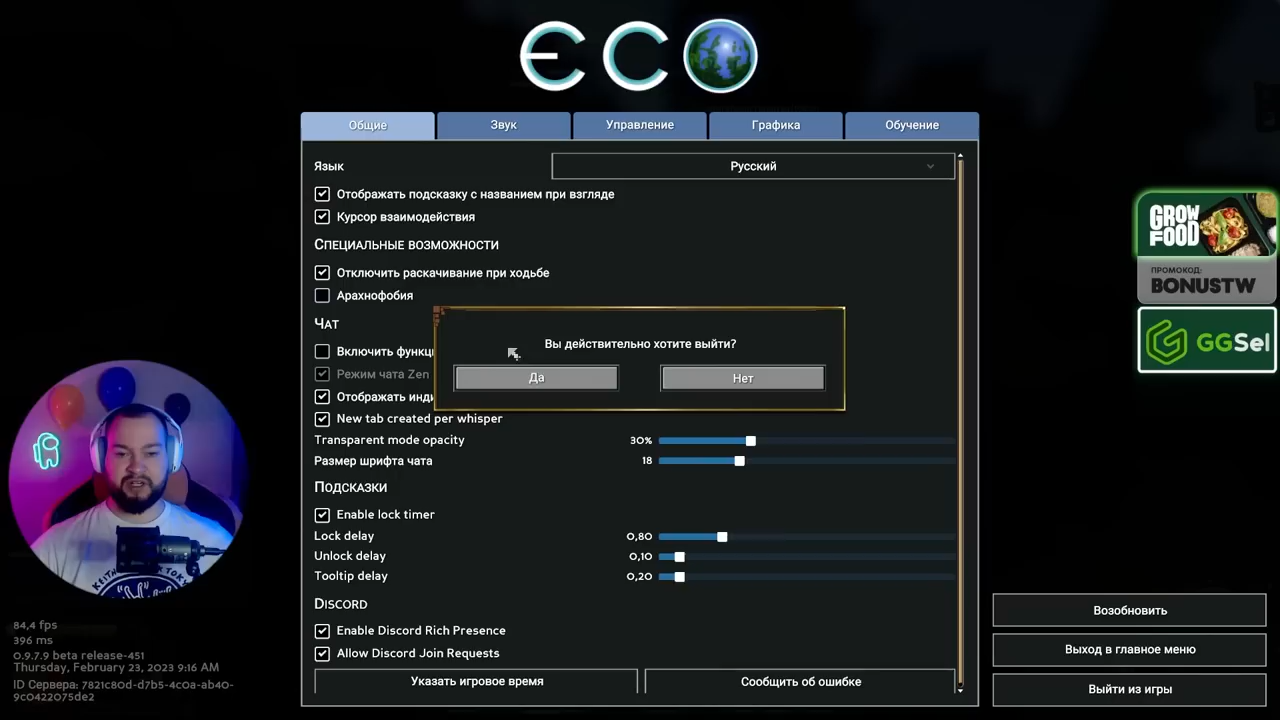 ECO
Общие
Звук
Управление
Графика
Обучение
Язык
Русский
Отображать подсказку с названием при взгляде
Курсор взаимодействия
Специальные возможности
Отключить раскачивание при ходьбе
Арахнофобия
Чат
Включить функц
Режим чата Zen
Отображать инди
New tab created per whisper
Transparent mode opacity 30%
Размер шрифта чата 18
Вы действительно хотите выйти?
Да
Нет
Подсказки
Enable lock timer
Lock delay 0,80
Unlock delay 0,10
Tooltip delay 0,20
Discord
Enable Discord Rich Presence
Allow Discord Join Requests
Указать игровое время
Сообщить об ошибке
GROW
FOOD
ПРОМОКОД:
BONUSTW
GGSel
Возобновить
Выход в главное меню
Выйти из игры
84,4 fps
396 ms
0.9.7.9 beta release-451
Thursday, February 23, 2023 9:16 AM
ID Сервера: 7821c80d-d7b5-4c0a-ab40-
9c0422075de2